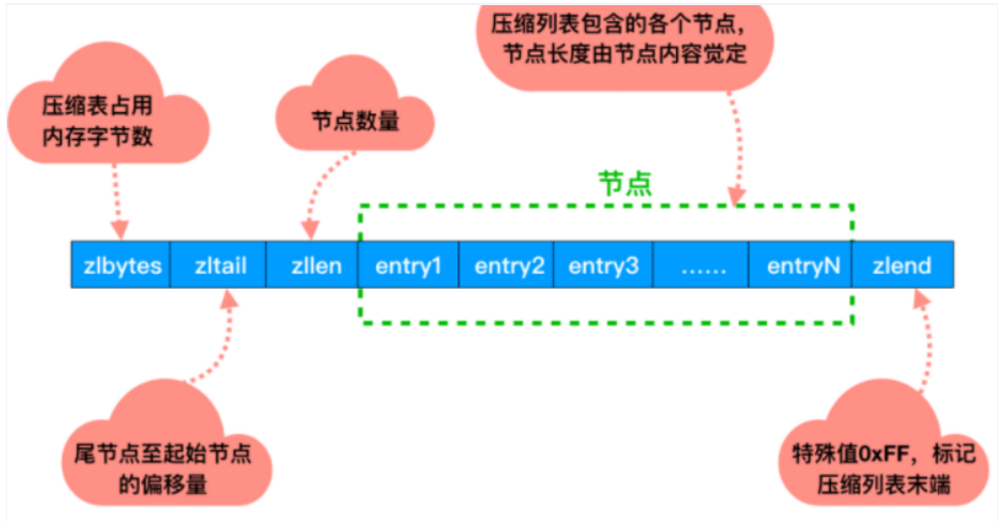 压缩列表包含的各个节点，
节点长度由节点内容觉定
压缩表占用
内存字节数
节点数量
节点
zlbytes zltail zllen entry1 entry2 entry3 …… entryN zlend
尾节点至起始节点
的偏移量
特殊值0xFF，标记
压缩列表末端